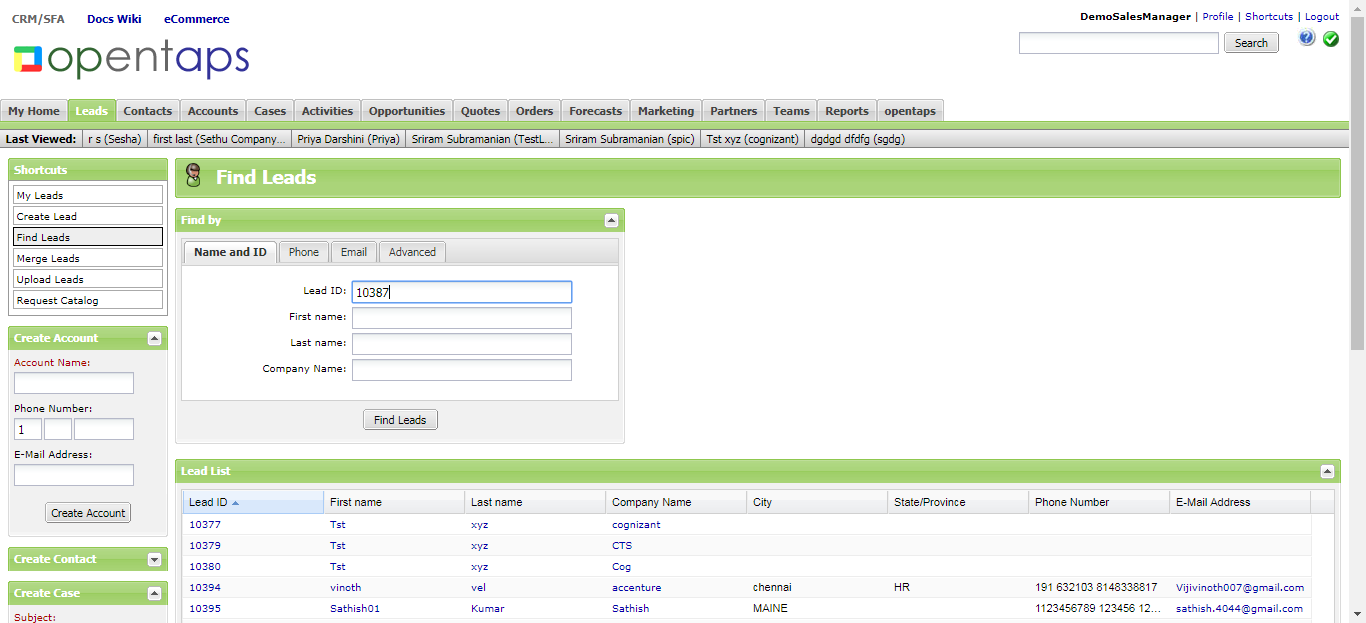 CRM/SFA Docs Wiki eCommerce
DemoSalesManager | Profile | Shortcuts | Logout
opentaps
Search
?
My Home Leads Contacts Accounts Cases Activities Opportunities Quotes Orders Forecasts Marketing Partners Teams Reports opentaps
Last Viewed: r s (Sesha) first last (Sethu Company... Priya Darshini (Priya) Sriram Subramanian (TestL... Sriram Subramanian (spic) Tst xyz (cognizant) dgdgd dfdfg (sgdg)
Shortcuts
My Leads
Create Lead
Find Leads
Merge Leads
Upload Leads
Request Catalog
Create Account
Account Name:
Phone Number:
1
E-Mail Address:
Create Account
Create Contact
Create Case
Subject:
Find Leads
Find by
Name and ID Phone Email Advanced
Lead ID: 10387
First name:
Last name:
Company Name:
Find Leads
Lead List
Lead ID First name Last name Company Name City State/Province Phone Number E-Mail Address
10377 Tst xyz cognizant
10379 Tst xyz CTS
10380 Tst xyz Cog
10394 vinoth vel accenture chennai HR 191 632103 8148338817 Vijivinoth007@gmail.com
10395 Sathish01 Kumar Sathish MAINE 1123456789 123456 12... sathish.4044@gmail.com